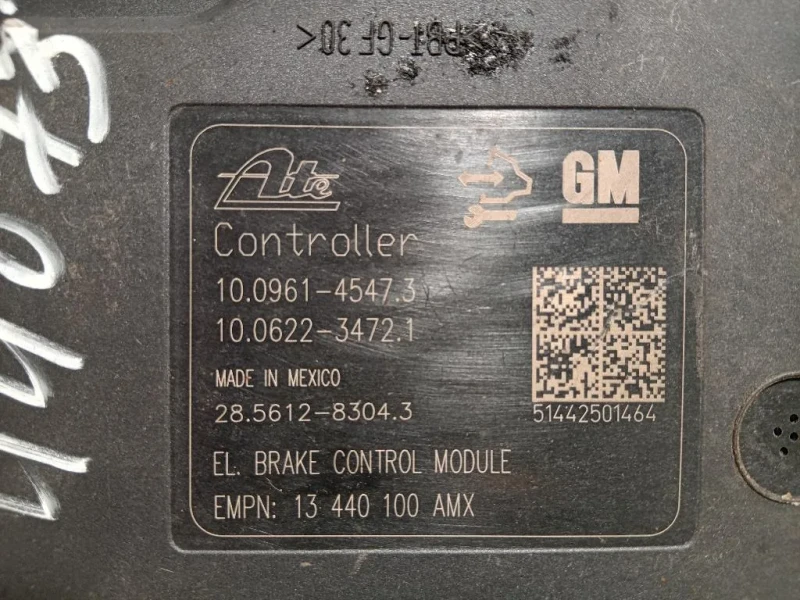 PBT-GF30<
Ate
GM
Controller
10.0961-4547.3
10.0622-3472.1
MADE IN MEXICO
28.5612-8304.3
51442501464
EL. BRAKE CONTROL MODULE
EMPN: 13 440 100 AMX